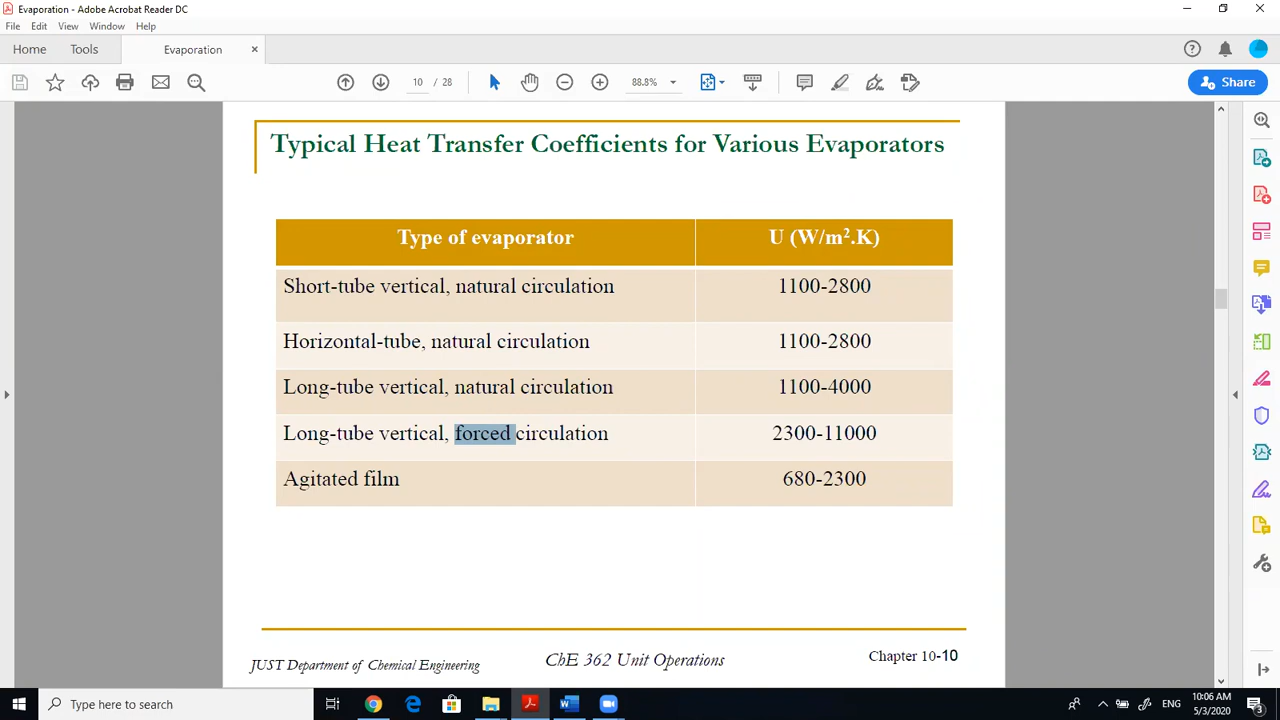 Evaporation - Adobe Acrobat Reader DC
File Edit View Window Help
Home Tools Evaporation ×
10 / 28 88.8% Share
Typical Heat Transfer Coefficients for Various Evaporators
Type of evaporator U (W/m².K)
Short-tube vertical, natural circulation 1100-2800
Horizontal-tube, natural circulation 1100-2800
Long-tube vertical, natural circulation 1100-4000
Long-tube vertical, forced circulation 2300-11000
Agitated film 680-2300
JUST Department of Chemical Engineering ChE 362 Unit Operations Chapter 10-10
Type here to search ENG 10:06 AM
5/3/2020 3